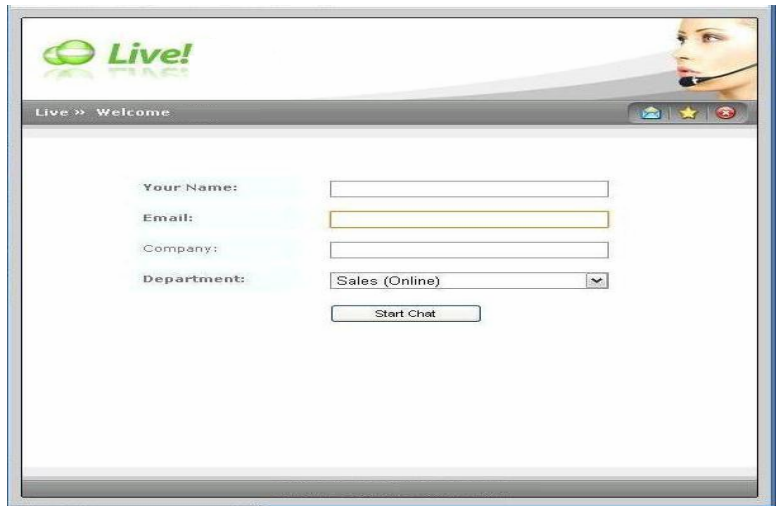 Live!
Live » Welcome
Your Name:
Email:
Company:
Department: Sales (Online)
Start Chat